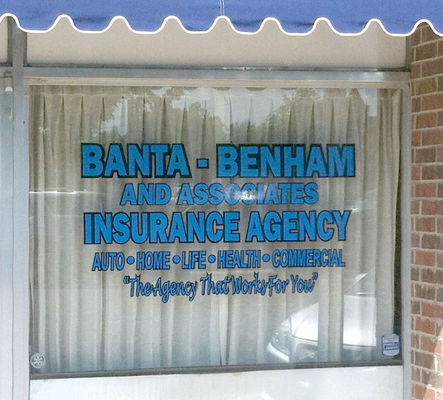 BANTA - BENHAM
AND ASSOCIATES
INSURANCE AGENCY
AUTO • HOME • LIFE • HEALTH • COMMERCIAL
"The Agency That Works For You"